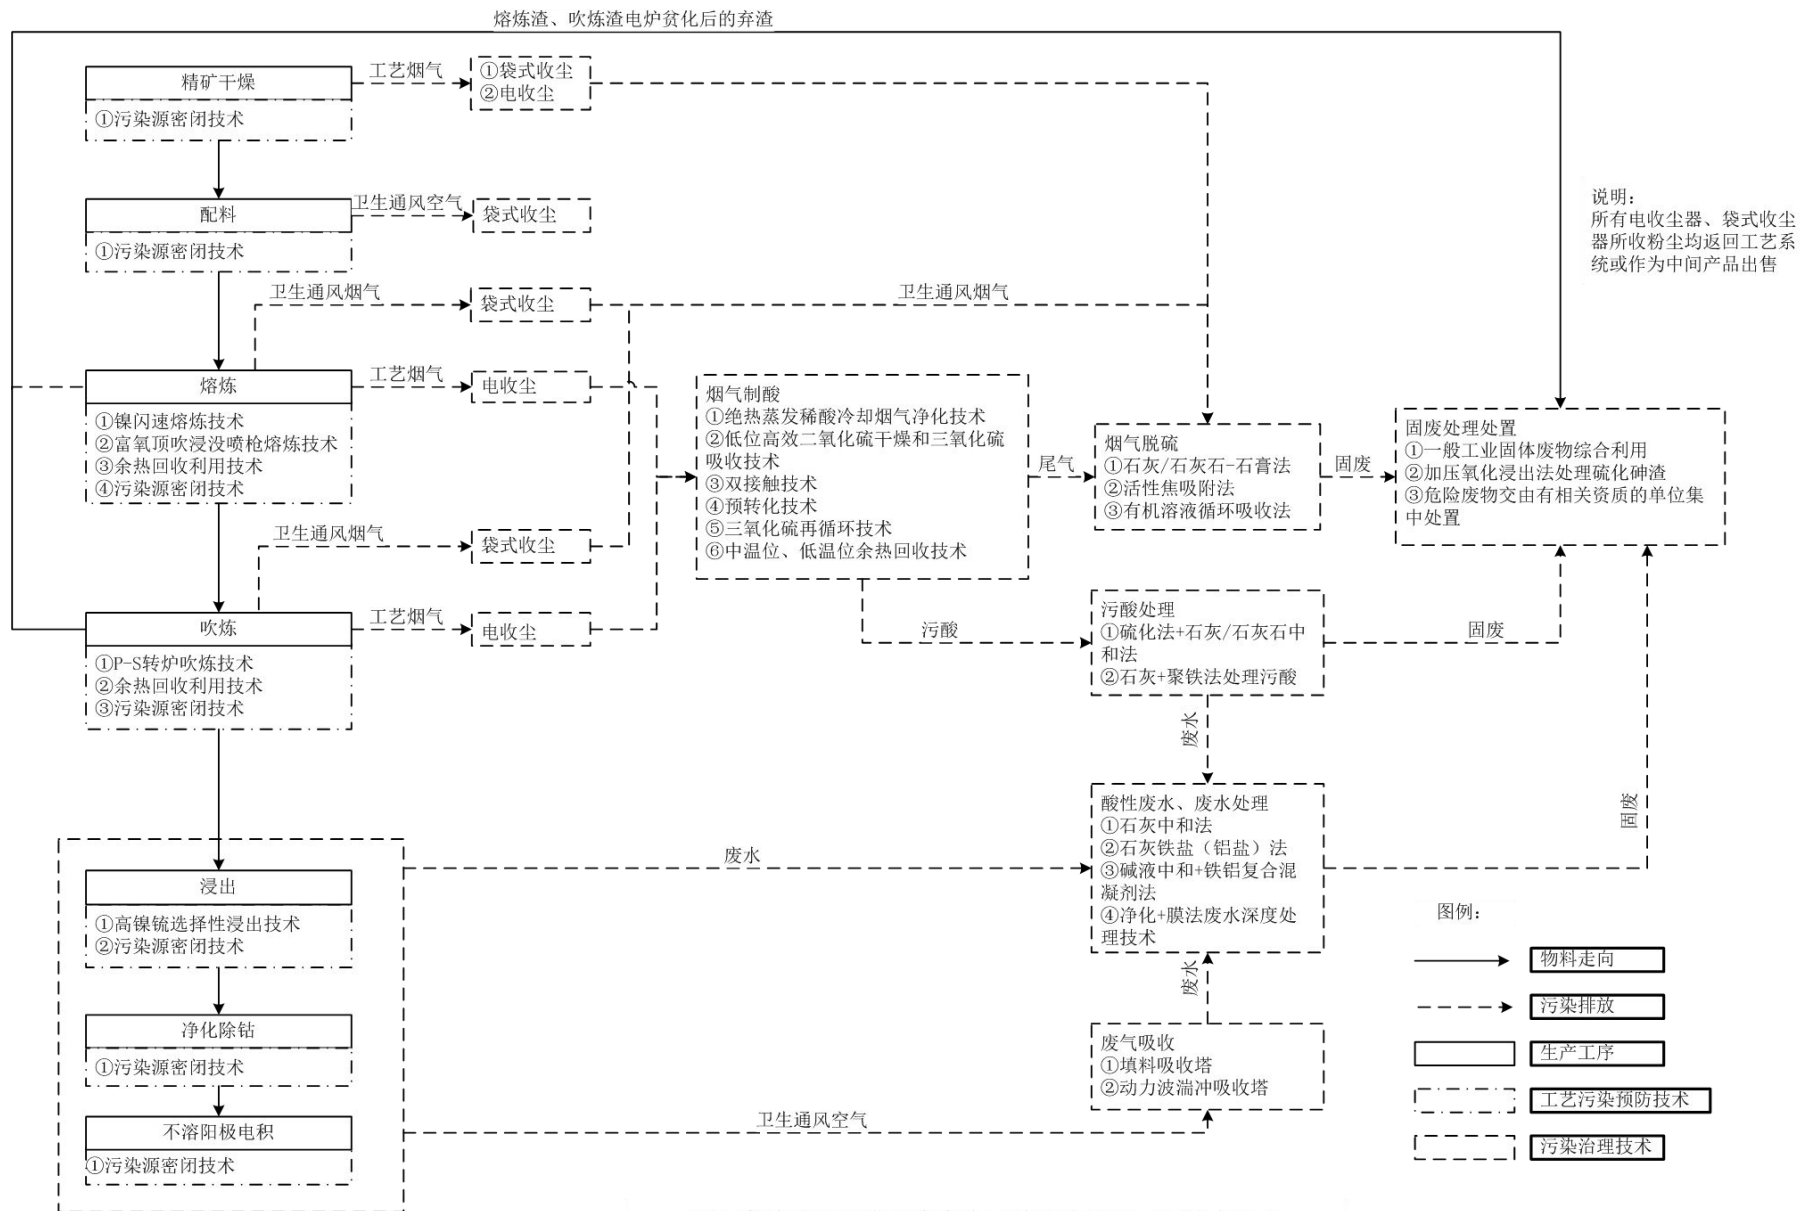 熔炼渣、吹炼渣电炉贫化后的弃渣
精矿干燥
①污染源密闭技术
工艺烟气
①袋式收尘
②电收尘
配料
①污染源密闭技术
卫生通风空气
袋式收尘
说明：
所有电收尘器、袋式收尘
器所收粉尘均返回工艺系
统或作为中间产品出售
卫生通风烟气
袋式收尘
卫生通风烟气
熔炼
①镍闪速熔炼技术
②富氧顶吹浸没喷枪熔炼技术
③余热回收利用技术
④污染源密闭技术
工艺烟气
电收尘
烟气制酸
①绝热蒸发稀酸冷却烟气净化技术
②低位高效二氧化硫干燥和三氧化硫
吸收技术
③双接触技术
④预转化技术
⑤三氧化硫再循环技术
⑥中温位、低温位余热回收技术
尾气
烟气脱硫
①石灰/石灰石-石膏法
②活性焦吸附法
③有机溶液循环吸收法
固废
固废处理处置
①一般工业固体废物综合利用
②加压氧化浸出法处理硫化砷渣
③危险废物交由有相关资质的单位集
中处置
卫生通风烟气
袋式收尘
吹炼
①P-S转炉吹炼技术
②余热回收利用技术
③污染源密闭技术
工艺烟气
电收尘
污酸
污酸处理
①硫化法+石灰/石灰石中
和法
②石灰+聚铁法处理污酸
固废
废水
酸性废水、废水处理
①石灰中和法
②石灰铁盐（铝盐）法
③碱液中和+铁铝复合混
凝剂法
④净化+膜法废水深度处
理技术
固废
废水
浸出
①高镍锍选择性浸出技术
②污染源密闭技术
净化除钴
①污染源密闭技术
不溶阳极电积
①污染源密闭技术
废水
废气吸收
①填料吸收塔
②动力波湍冲吸收塔
卫生通风空气
图例：
物料走向
污染排放
生产工序
工艺污染预防技术
污染治理技术